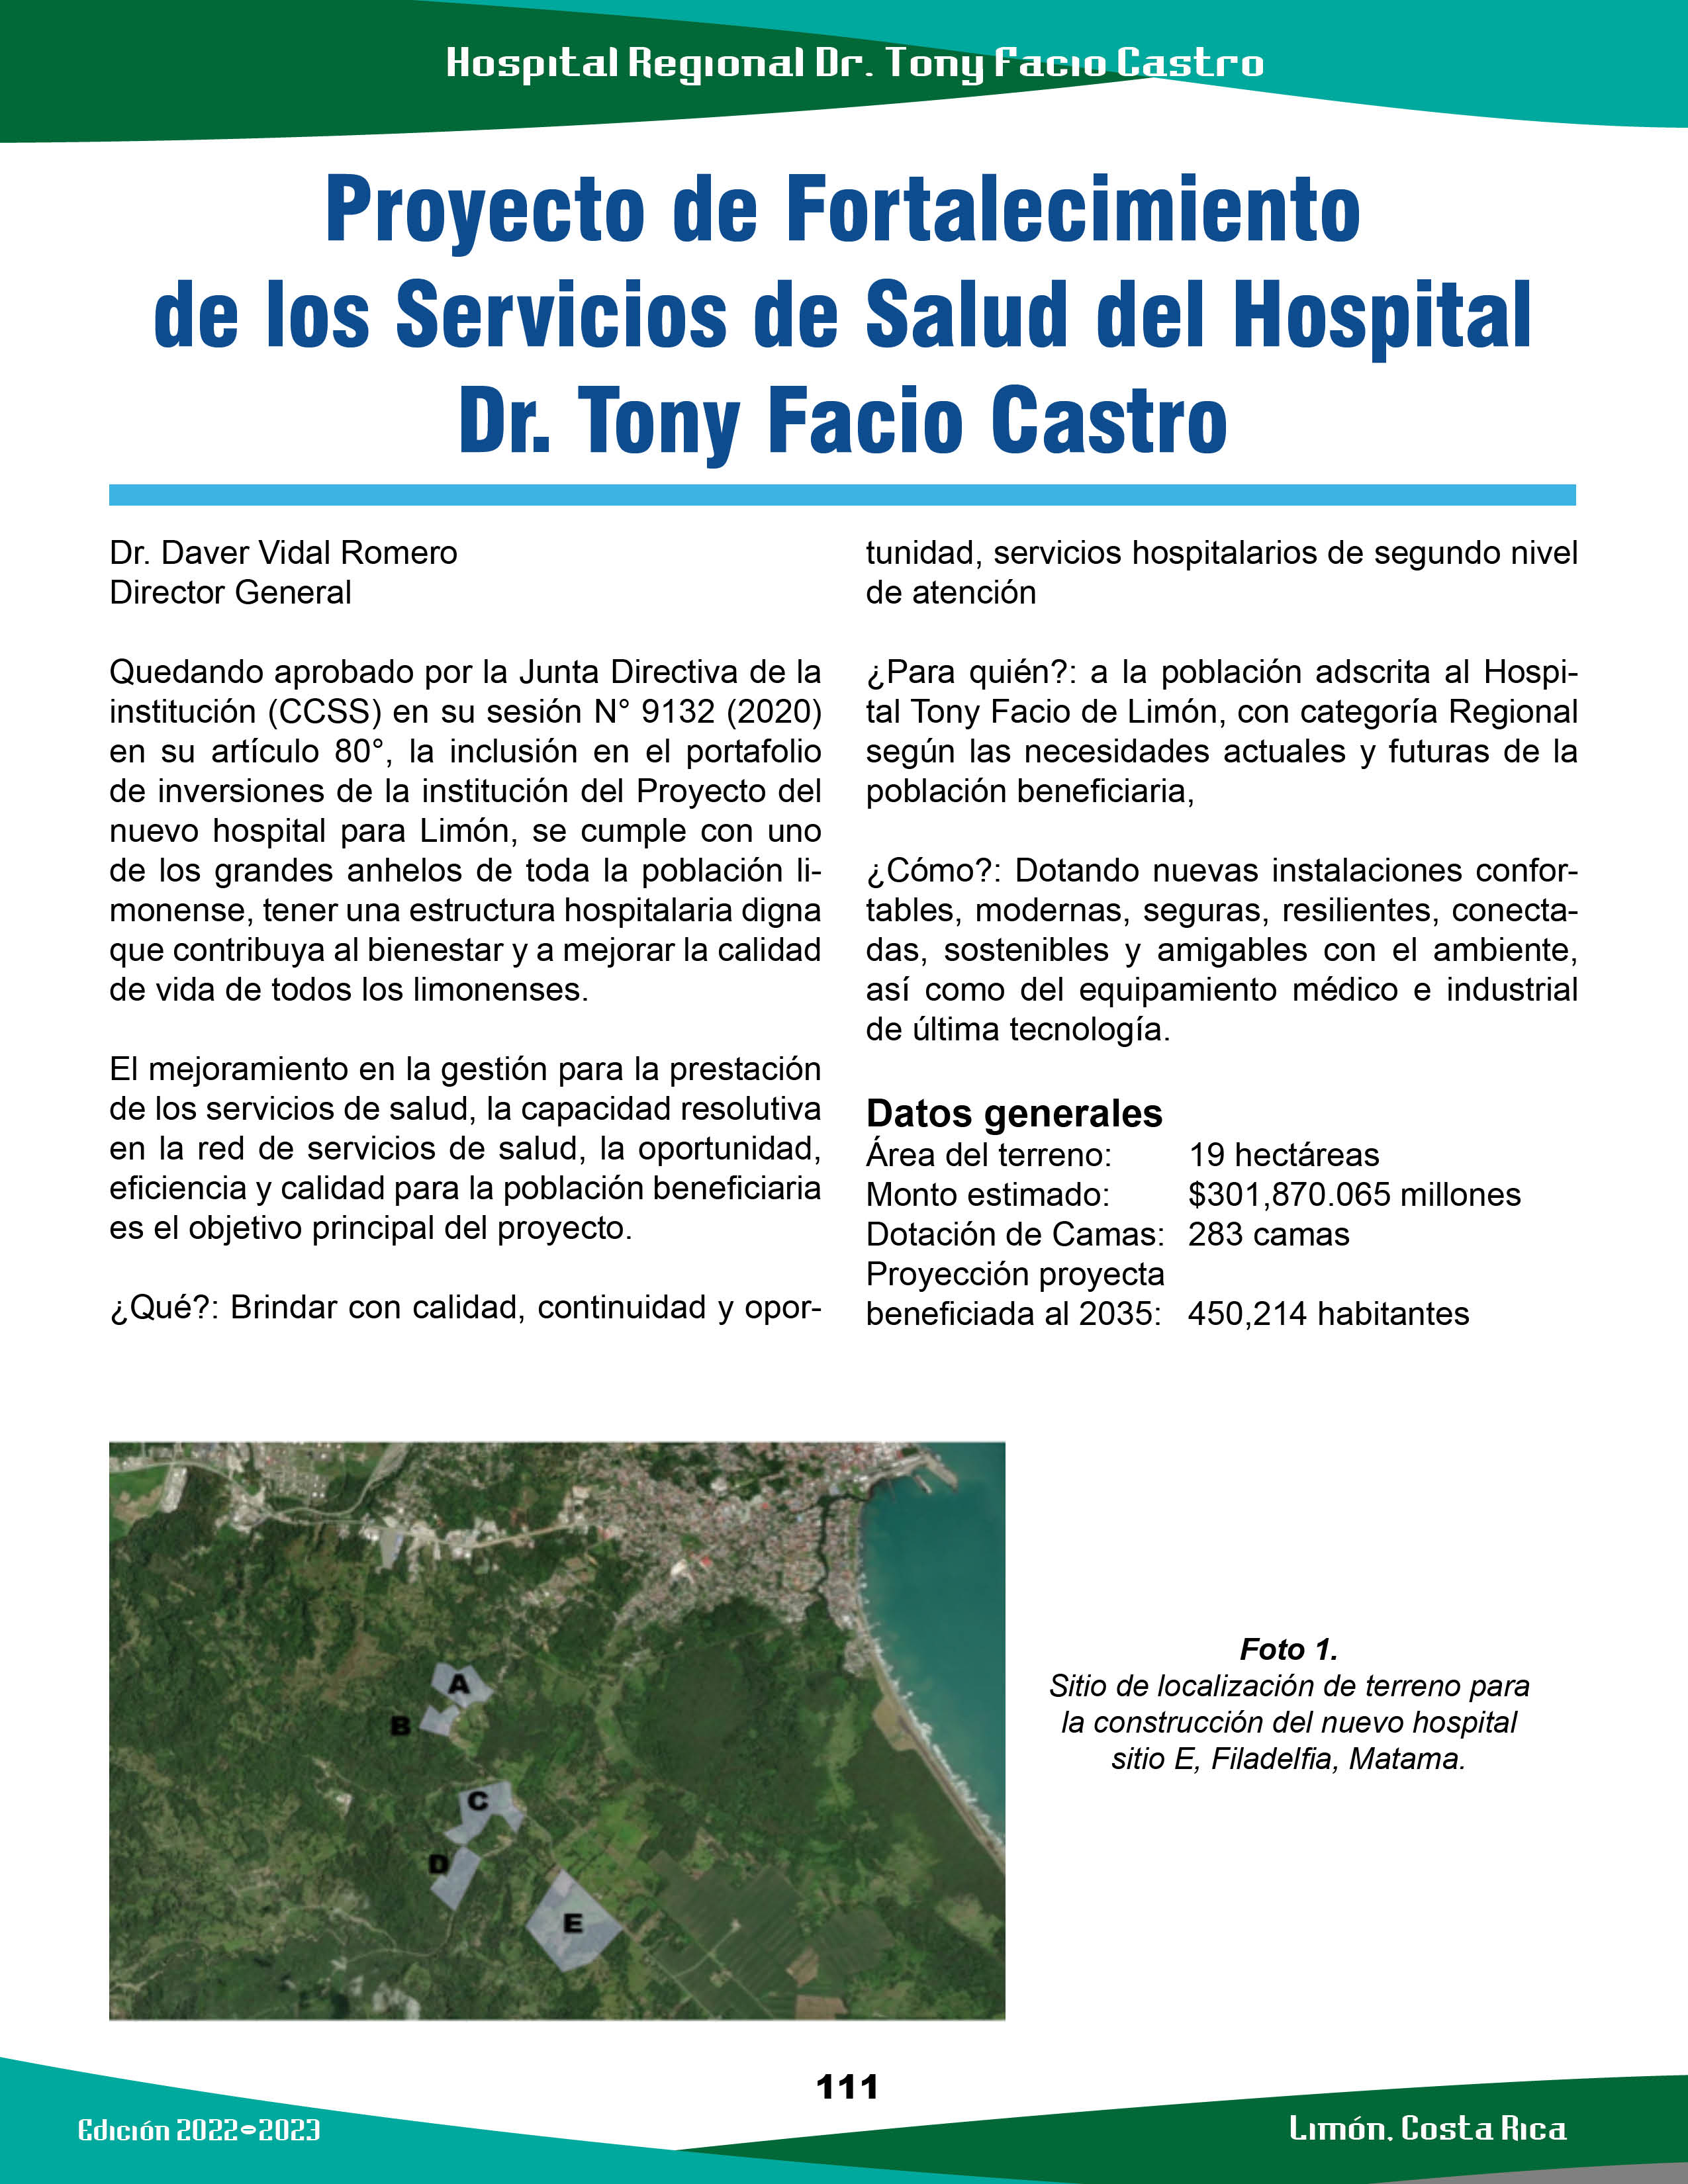 Hospital Regional Dr. Tony Facio Castro
Proyecto de Fortalecimiento
de los Servicios de Salud del Hospital
Dr. Tony Facio Castro
Dr. Daver Vidal Romero
Director General
Quedando aprobado por la Junta Directiva de la
institución (CCSS) en su sesión N° 9132 (2020)
en su artículo 80°, la inclusión en el portafolio
de inversiones de la institución del Proyecto del
nuevo hospital para Limón, se cumple con uno
de los grandes anhelos de toda la población li-
monense, tener una estructura hospitalaria digna
que contribuya al bienestar y a mejorar la calidad
de vida de todos los limonenses.
El mejoramiento en la gestión para la prestación
de los servicios de salud, la capacidad resolutiva
en la red de servicios de salud, la oportunidad,
eficiencia y calidad para la población beneficiaria
es el objetivo principal del proyecto.
¿Qué?: Brindar con calidad, continuidad y opor-
tunidad, servicios hospitalarios de segundo nivel
de atención
¿Para quién?: a la población adscrita al Hospi-
tal Tony Facio de Limón, con categoría Regional
según las necesidades actuales y futuras de la
población beneficiaria,
¿Cómo?: Dotando nuevas instalaciones confor-
tables, modernas, seguras, resilientes, conecta-
das, sostenibles y amigables con el ambiente,
así como del equipamiento médico e industrial
de última tecnología.
Datos generales
Área del terreno: 19 hectáreas
Monto estimado: $301,870.065 millones
Dotación de Camas: 283 camas
Proyección proyecta
beneficiada al 2035: 450,214 habitantes
A
B
C
D
E
Foto 1.
Sitio de localización de terreno para
la construcción del nuevo hospital
sitio E, Filadelfia, Matama.
111
Edición 2022-2023
Limón, Costa Rica